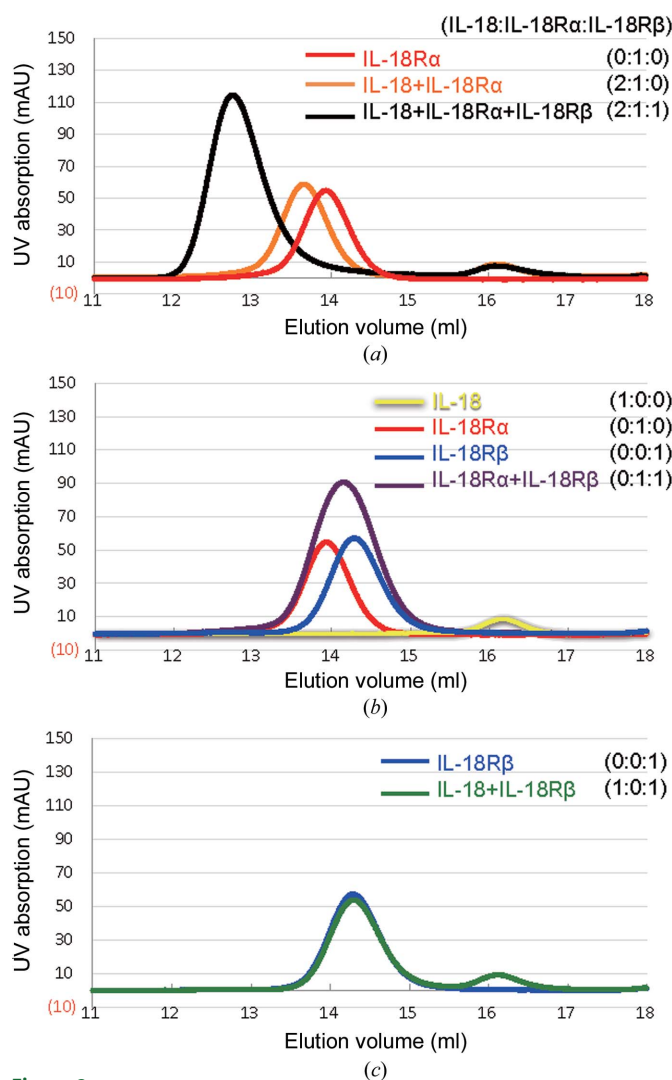 (IL-18:IL-18Rα:IL-18Rβ)
150
130
110
90
70
50
30
10
(10)
UV absorption (mAU)
IL-18Rα (0:1:0)
IL-18+IL-18Rα (2:1:0)
IL-18+IL-18Rα+IL-18Rβ (2:1:1)
11 12 13 14 15 16 17 18
Elution volume (ml)
(a)
150
130
110
90
70
50
30
10
(10)
UV absorption (mAU)
IL-18 (1:0:0)
IL-18Rα (0:1:0)
IL-18Rβ (0:0:1)
IL-18Rα+IL-18Rβ (0:1:1)
11 12 13 14 15 16 17 18
Elution volume (ml)
(b)
150
130
110
90
70
50
30
10
(10)
UV absorption (mAU)
IL-18Rβ (0:0:1)
IL-18+IL-18Rβ (1:0:1)
11 12 13 14 15 16 17 18
Elution volume (ml)
(c)